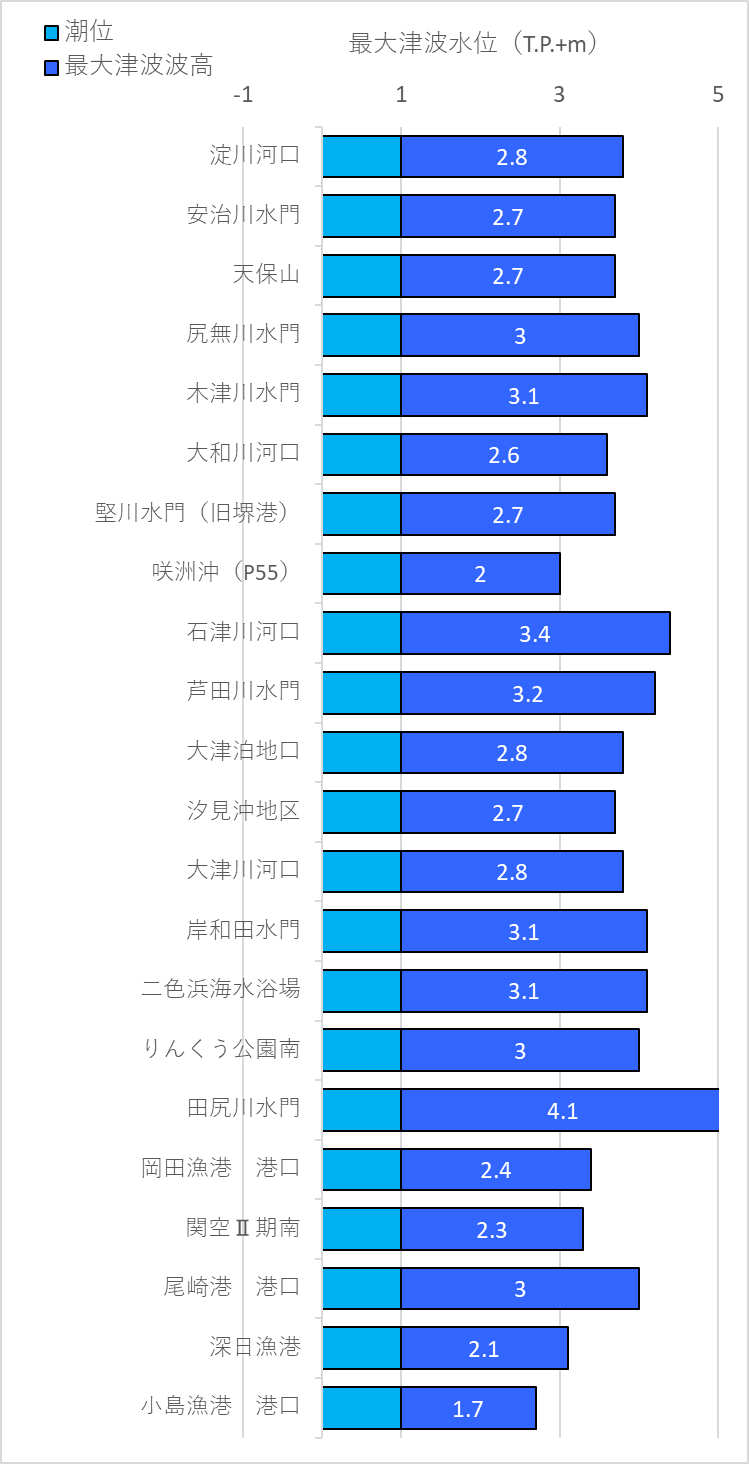 潮位
最大津波波高
最大津波水位（T.P.+m）
-1 1 3 5
淀川河口 2.8
安治川水門 2.7
天保山 2.7
尻無川水門 3
木津川水門 3.1
大和川河口 2.6
堅川水門（旧堺港） 2.7
咲洲沖（P55） 2
石津川河口 3.4
芦田川水門 3.2
大津泊地口 2.8
汐見沖地区 2.7
大津川河口 2.8
岸和田水門 3.1
二色浜海水浴場 3.1
りんくう公園南 3
田尻川水門 4.1
岡田漁港　港口 2.4
関空Ⅱ期南 2.3
尾崎港　港口 3
深日漁港 2.1
小島漁港　港口 1.7